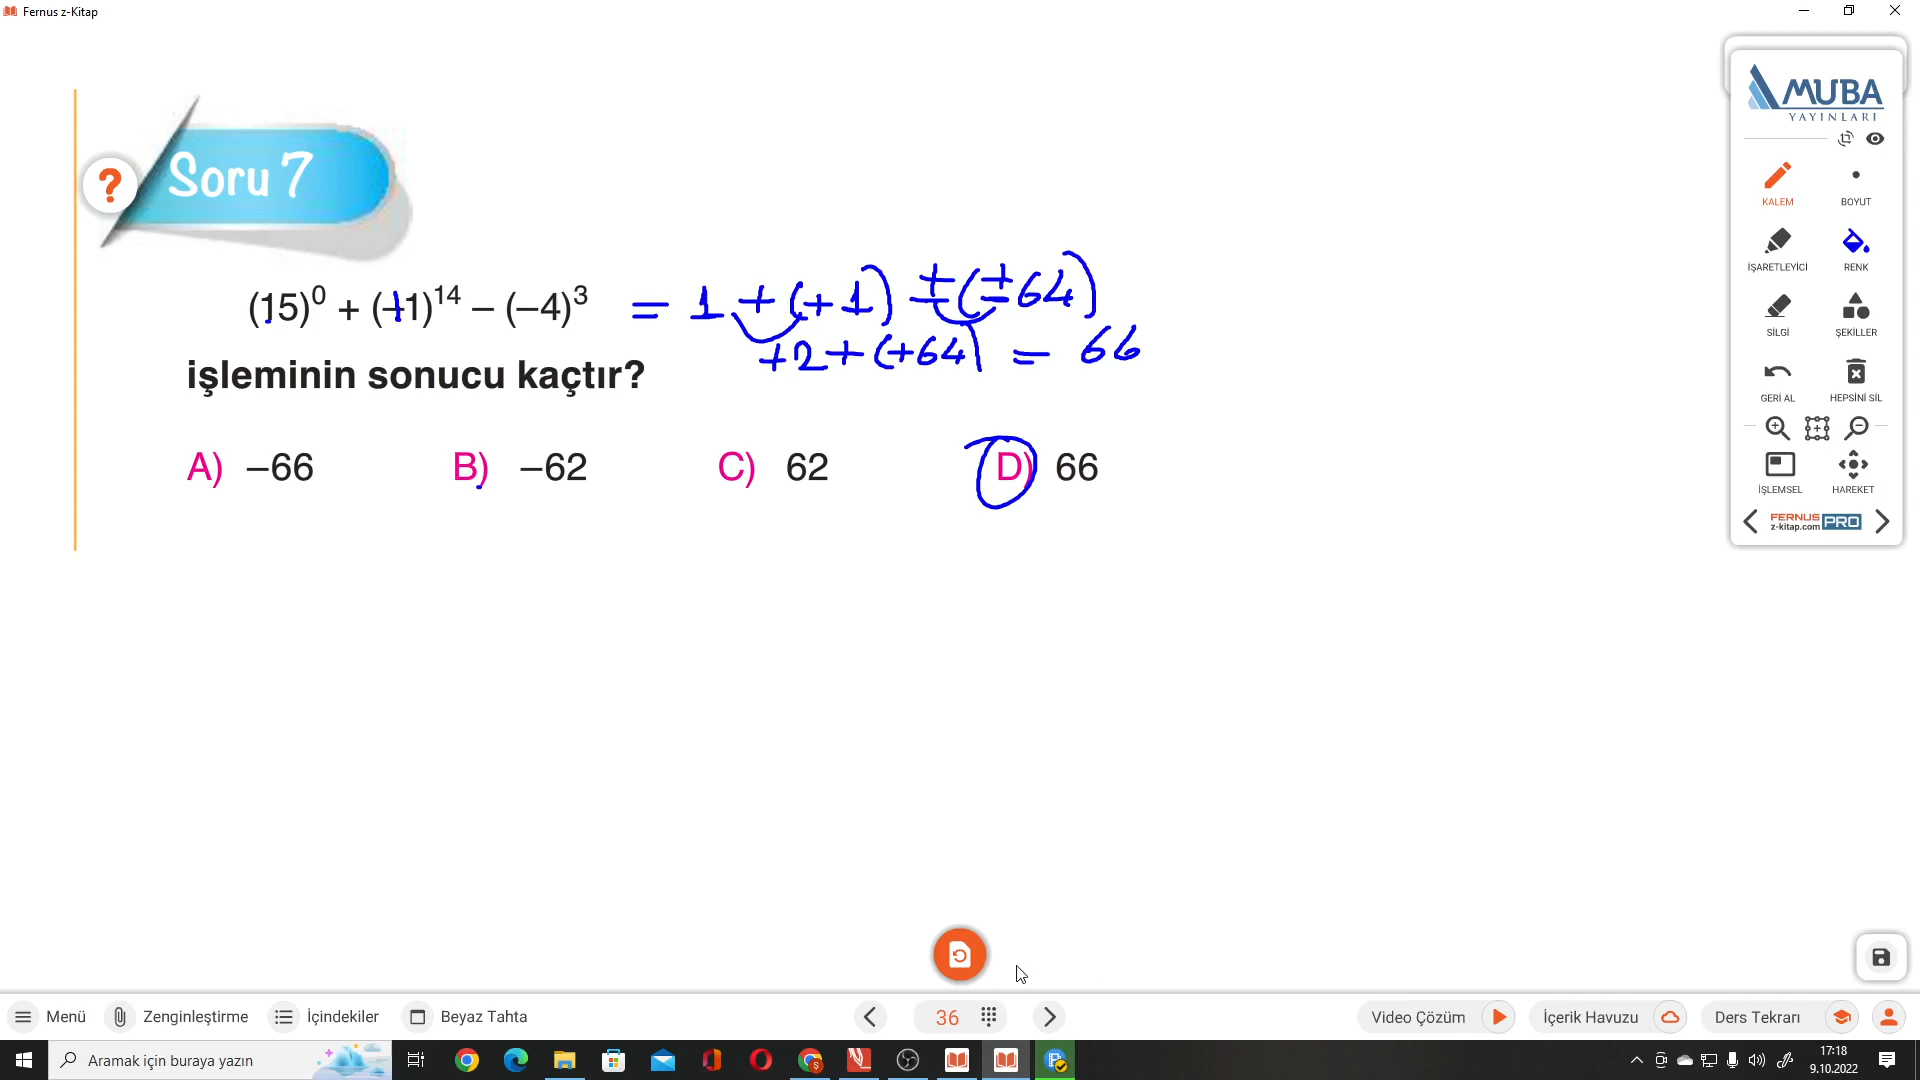 Fernus z-Kitap
MUBA
YAYINLARI
? Soru 7
KALEM BOYUT
İŞARETLEYİCİ RENK
(15)⁰ + (−1)¹⁴ − (−4)³ = 1 + (+1) ± (±64)
+2 + (+64) = 66
SİLGİ ŞEKİLLER
işleminin sonucu kaçtır?
GERİ AL HEPSİNİ SİL
A) −66 B) −62 C) 62 D) 66
İŞLEMSEL HAREKET
FERNUS
z-kitap.com PRO
Menü Zenginleştirme İçindekiler Beyaz Tahta 36 Video Çözüm İçerik Havuzu Ders Tekrarı
Aramak için buraya yazın
17:18
9.10.2022